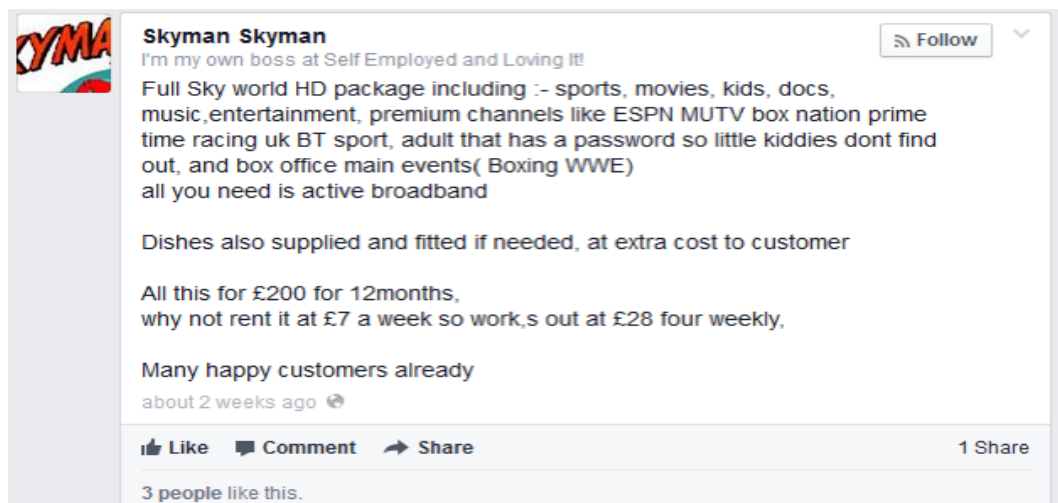 KYMA
Skyman Skyman
Follow
I'm my own boss at Self Employed and Loving It!
Full Sky world HD package including :- sports, movies, kids, docs,
music,entertainment, premium channels like ESPN MUTV box nation prime
time racing uk BT sport, adult that has a password so little kiddies dont find
out, and box office main events( Boxing WWE)
all you need is active broadband
Dishes also supplied and fitted if needed, at extra cost to customer
All this for £200 for 12months,
why not rent it at £7 a week so work,s out at £28 four weekly,
Many happy customers already
about 2 weeks ago
Like Comment Share 1 Share
3 people like this.